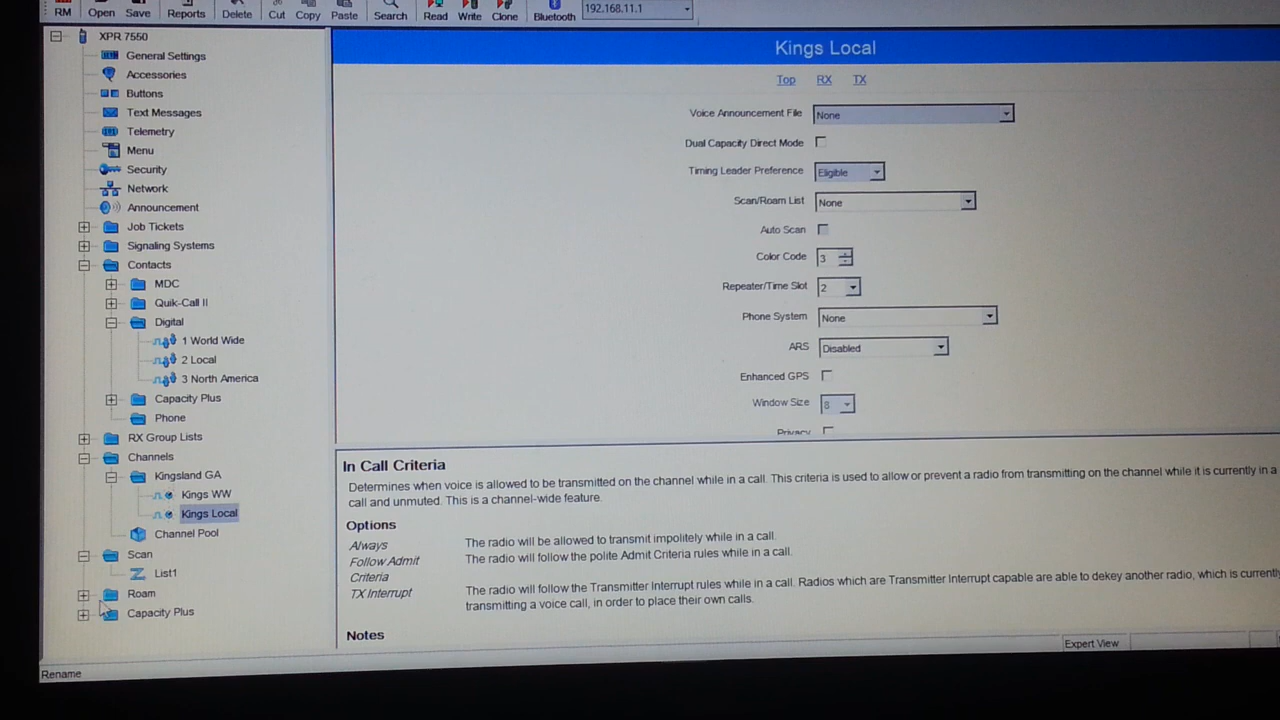 RM Open Save Reports Delete Cut Copy Paste Search Read Write Clone Bluetooth 192.168.11.1
XPR 7550
General Settings
Accessories
Buttons
Text Messages
Telemetry
Menu
Security
Network
Announcement
Job Tickets
Signaling Systems
Contacts
MDC
Quik-Call II
Digital
1 World Wide
2 Local
3 North America
Capacity Plus
Phone
RX Group Lists
Channels
Kingsland GA
Kings WW
Kings Local
Channel Pool
Scan
List1
Roam
Capacity Plus
Kings Local
Top RX TX
Voice Announcement File None
Dual Capacity Direct Mode
Timing Leader Preference Eligible
Scan/Roam List None
Auto Scan
Color Code 3
Repeater/Time Slot 2
Phone System None
ARS Disabled
Enhanced GPS
Window Size 8
Privacy
In Call Criteria
Determines when voice is allowed to be transmitted on the channel while in a call. This criteria is used to allow or prevent a radio from transmitting on the channel while it is currently in a
call and unmuted. This is a channel-wide feature.
Options
Always The radio will be allowed to transmit impolitely while in a call.
Follow Admit The radio will follow the polite Admit Criteria rules while in a call.
Criteria
TX Interrupt The radio will follow the Transmitter Interrupt rules while in a call. Radios which are Transmitter Interrupt capable are able to dekey another radio, which is currently
transmitting a voice call, in order to place their own calls.
Notes
Expert View
Rename